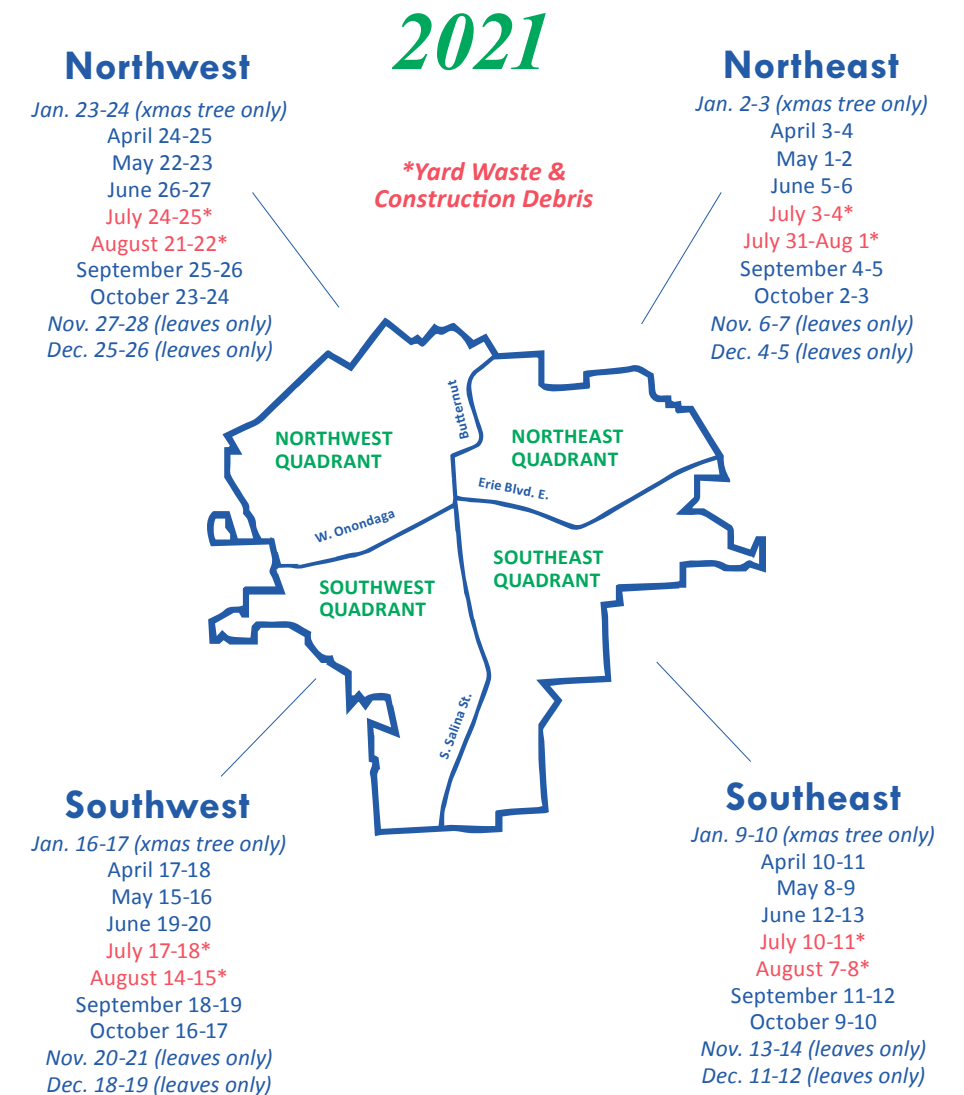 2021
Northwest
Jan. 23-24 (xmas tree only)
April 24-25
May 22-23
June 26-27
July 24-25*
August 21-22*
September 25-26
October 23-24
Nov. 27-28 (leaves only)
Dec. 25-26 (leaves only)
*Yard Waste &
Construction Debris
Northeast
Jan. 2-3 (xmas tree only)
April 3-4
May 1-2
June 5-6
July 3-4*
July 31-Aug 1*
September 4-5
October 2-3
Nov. 6-7 (leaves only)
Dec. 4-5 (leaves only)
Butternut
NORTHWEST
QUADRANT
NORTHEAST
QUADRANT
Erie Blvd. E.
W. Onondaga
SOUTHWEST
QUADRANT
SOUTHEAST
QUADRANT
S. Salina St.
Southwest
Jan. 16-17 (xmas tree only)
April 17-18
May 15-16
June 19-20
July 17-18*
August 14-15*
September 18-19
October 16-17
Nov. 20-21 (leaves only)
Dec. 18-19 (leaves only)
Southeast
Jan. 9-10 (xmas tree only)
April 10-11
May 8-9
June 12-13
July 10-11*
August 7-8*
September 11-12
October 9-10
Nov. 13-14 (leaves only)
Dec. 11-12 (leaves only)